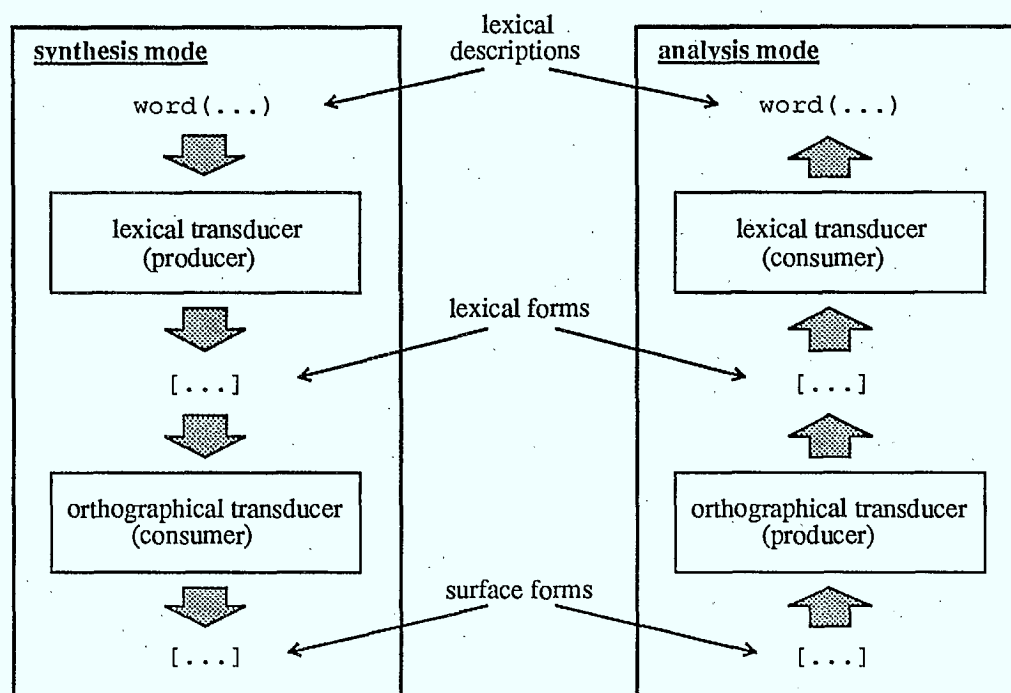 lexical
descriptions
synthesis mode
word(...)
lexical transducer
(producer)
[...]
orthographical transducer
(consumer)
[...]
lexical forms
surface forms
analysis mode
word(...)
lexical transducer
(consumer)
[...]
orthographical transducer
(producer)
[...]